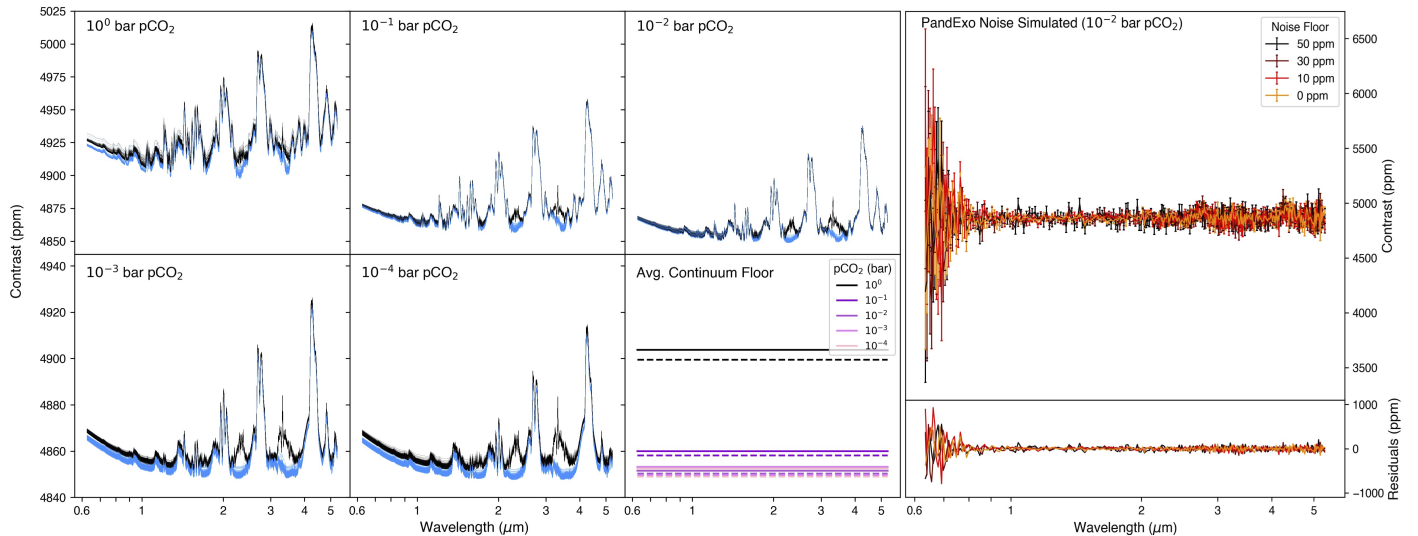 10⁰ bar pCO₂
10⁻¹ bar pCO₂
10⁻² bar pCO₂
PandExo Noise Simulated (10⁻² bar pCO₂)
Noise Floor
50 ppm
30 ppm
10 ppm
0 ppm
5025
5000
4975
4950
4925
4900
4875
4850
6500
6000
5500
5000
4500
4000
3500
Contrast (ppm)
Contrast (ppm)
10⁻³ bar pCO₂
10⁻⁴ bar pCO₂
Avg. Continuum Floor
pCO₂ (bar)
10⁰
10⁻¹
10⁻²
10⁻³
10⁻⁴
4940
4920
4900
4880
4860
4840
1000
0
−1000
Residuals (ppm)
0.6 1 2 3 4 5
0.6 1 2 3 4 5
0.6 1 2 3 4 5
0.6 1 2 3 4 5
Wavelength (μm)
Wavelength (μm)